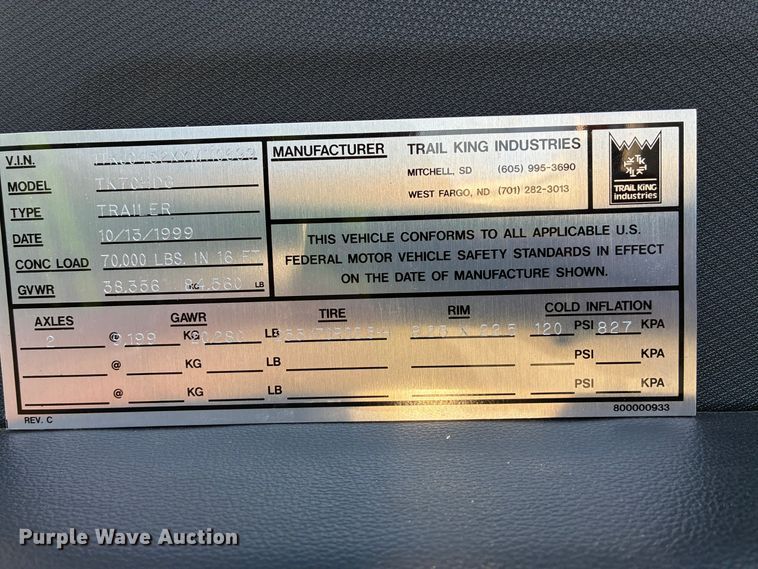 V.I.N.
MODEL
TYPE TRAILER
DATE 10/13/1999
CONC LOAD 70,000 LBS. IN 16 FT
GVWR 38,356 KG 84,560 LB
MANUFACTURER TRAIL KING INDUSTRIES
MITCHELL, SD (605) 995-3690
WEST FARGO, ND (701) 282-3013
TRAIL KING
industries
THIS VEHICLE CONFORMS TO ALL APPLICABLE U.S.
FEDERAL MOTOR VEHICLE SAFETY STANDARDS IN EFFECT
ON THE DATE OF MANUFACTURE SHOWN.
AXLES GAWR TIRE RIM COLD INFLATION
2 @ KG LB 120 PSI 827 KPA
@ KG LB PSI KPA
@ KG LB PSI KPA
REV. C 800000933
Purple Wave Auction